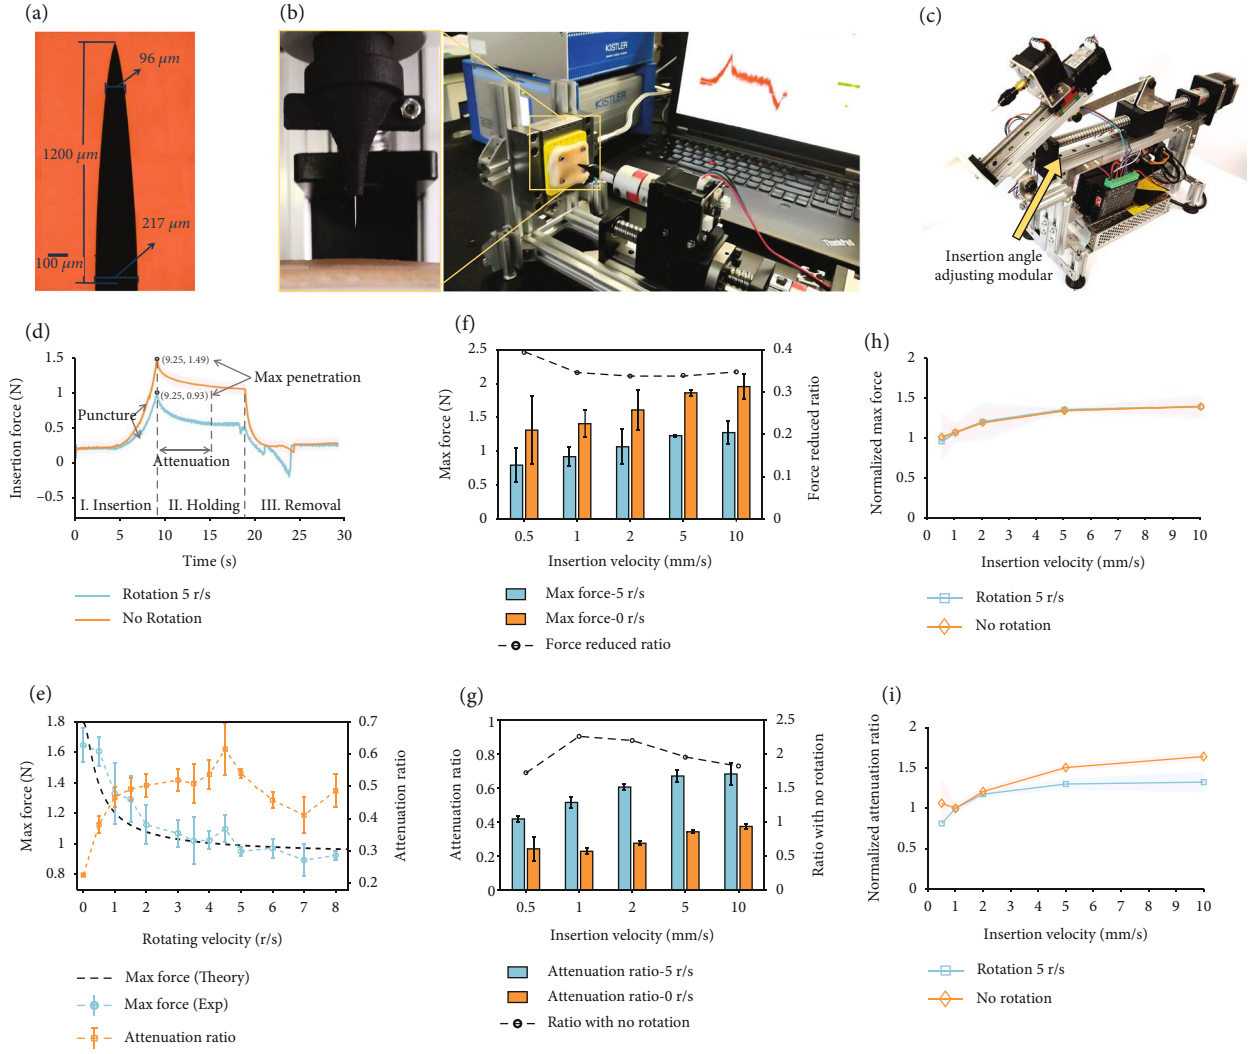 (a)
96 μm
1200 μm
217 μm
100 μm
(b)
KISTLER
KISTLER
ThinkPad
(c)
Insertion angle
adjusting modular
(d)
Insertion force (N)
1.5
1
0.5
0
−0.5
(9.25, 1.49)
(9.25, 0.93)
Max penetration
Puncture
Attenuation
I. Insertion
II. Holding
III. Removal
0 5 10 15 20 25 30
Time (s)
Rotation 5 r/s
No Rotation
(f)
Max force (N)
2.5
2
1.5
1
0.5
0
0.4
0.3
0.2
0.1
0
Force reduced ratio
0.5 1 2 5 10
Insertion velocity (mm/s)
Max force-5 r/s
Max force-0 r/s
Force reduced ratio
(h)
Normalized max force
2
1.5
1
0.5
0
0 1 2 3 4 5 6 7 8 9 10
Insertion velocity (mm/s)
Rotation 5 r/s
No rotation
(e)
Max force (N)
1.8
1.6
1.4
1.2
1
0.8
0.7
0.6
0.5
0.4
0.3
0.2
Attenuation ratio
0 1 2 3 4 5 6 7 8
Rotating velocity (r/s)
Max force (Theory)
Max force (Exp)
Attenuation ratio
(g)
Attenuation ratio
1
0.8
0.6
0.4
0.2
0
2.5
2
1.5
1
0.5
0
Ratio with no rotation
0.5 1 2 5 10
Insertion velocity (mm/s)
Attenuation ratio-5 r/s
Attenuation ratio-0 r/s
Ratio with no rotation
(i)
Normalized attenuation ratio
2
1.5
1
0.5
0
0 1 2 3 4 5 6 7 8 9 10
Insertion velocity (mm/s)
Rotation 5 r/s
No rotation